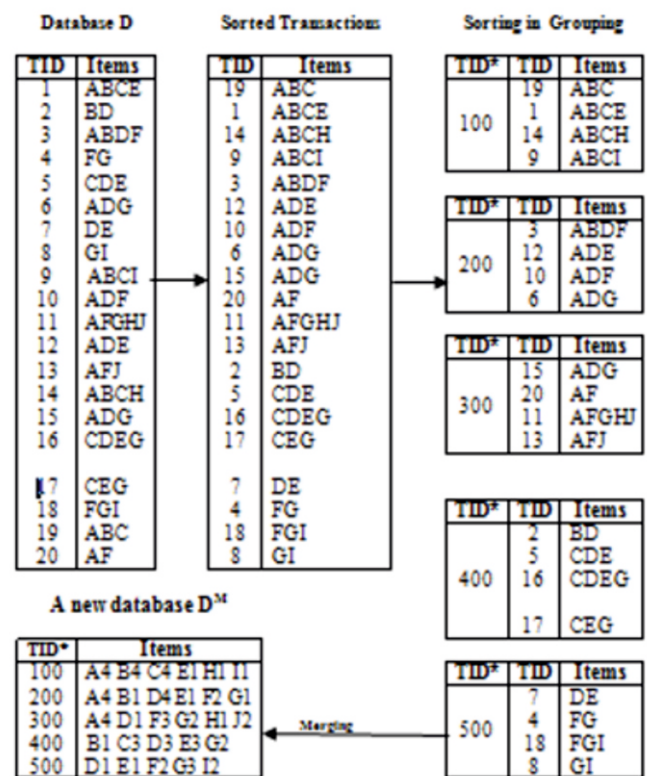 Database D
TID Items
1 ABCE
2 BD
3 ABDF
4 FG
5 CDE
6 ADG
7 DE
8 GI
9 ABCI
10 ADF
11 AFGHJ
12 ADE
13 AFJ
14 ABCH
15 ADG
16 CDEG
17 CEG
18 FGI
19 ABC
20 AF
Sorted Transactions
TID Items
19 ABC
1 ABCE
14 ABCH
9 ABCI
3 ABDF
12 ADE
10 ADF
6 ADG
15 ADG
20 AF
11 AFGHJ
13 AFJ
2 BD
5 CDE
16 CDEG
17 CEG
7 DE
4 FG
18 FGI
8 GI
Sorting in Grouping
TID* TID Items
100
19 ABC
1 ABCE
14 ABCH
9 ABCI
TID* TID Items
200
3 ABDF
12 ADE
10 ADF
6 ADG
TID* TID Items
300
15 ADG
20 AF
11 AFGHJ
13 AFJ
TID* TID Items
400
2 BD
5 CDE
16 CDEG
17 CEG
TID* TID Items
500
7 DE
4 FG
18 FGI
8 GI
Merging
A new database Dᴹ
TID* Items
100 A4 B4 C4 E1 H1 I1
200 A4 B1 D4 E1 F2 G1
300 A4 D1 F3 G2 H1 J2
400 B1 C3 D3 E3 G2
500 D1 E1 F2 G3 I2